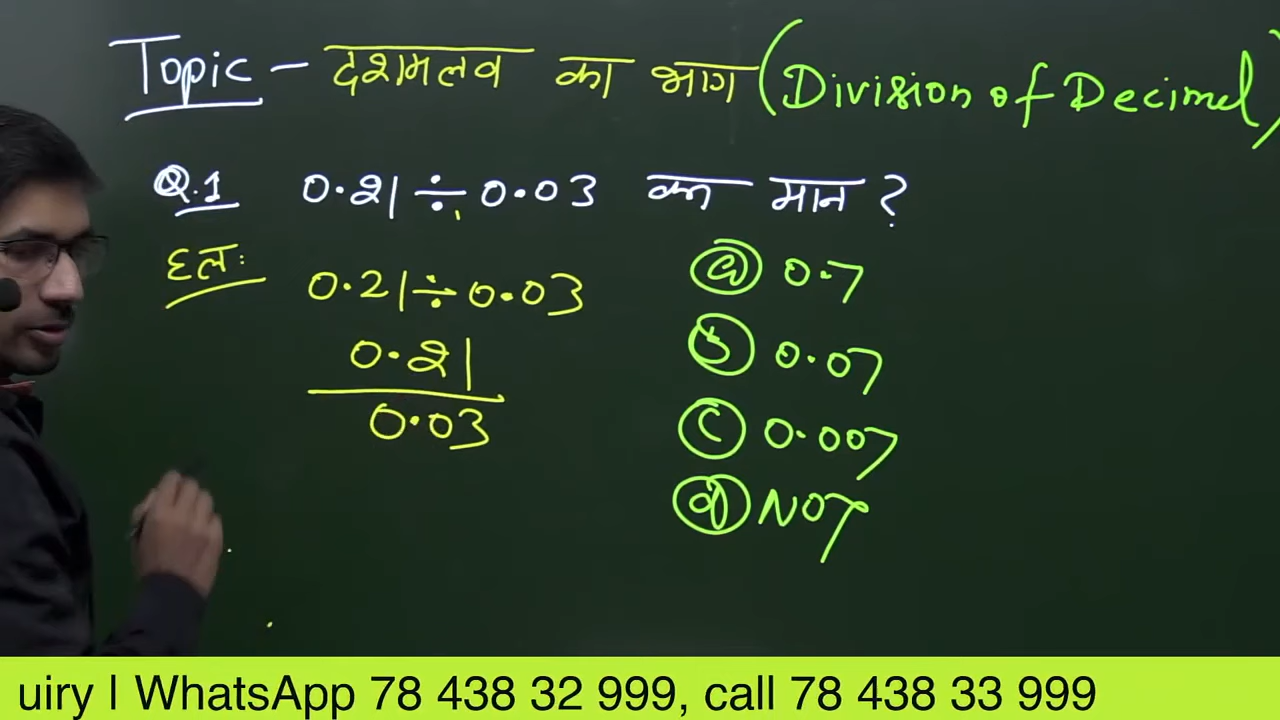 Topic - दशमलव का भाग (Division of Decimal)
Q.1 0.21 ÷ 0.03 का मान ?
हलः 0.21 ÷ 0.03
0.21
0.03
(a) 0.7
(b) 0.07
(c) 0.007
(d) NOT
uiry I WhatsApp 78 438 32 999, call 78 438 33 999